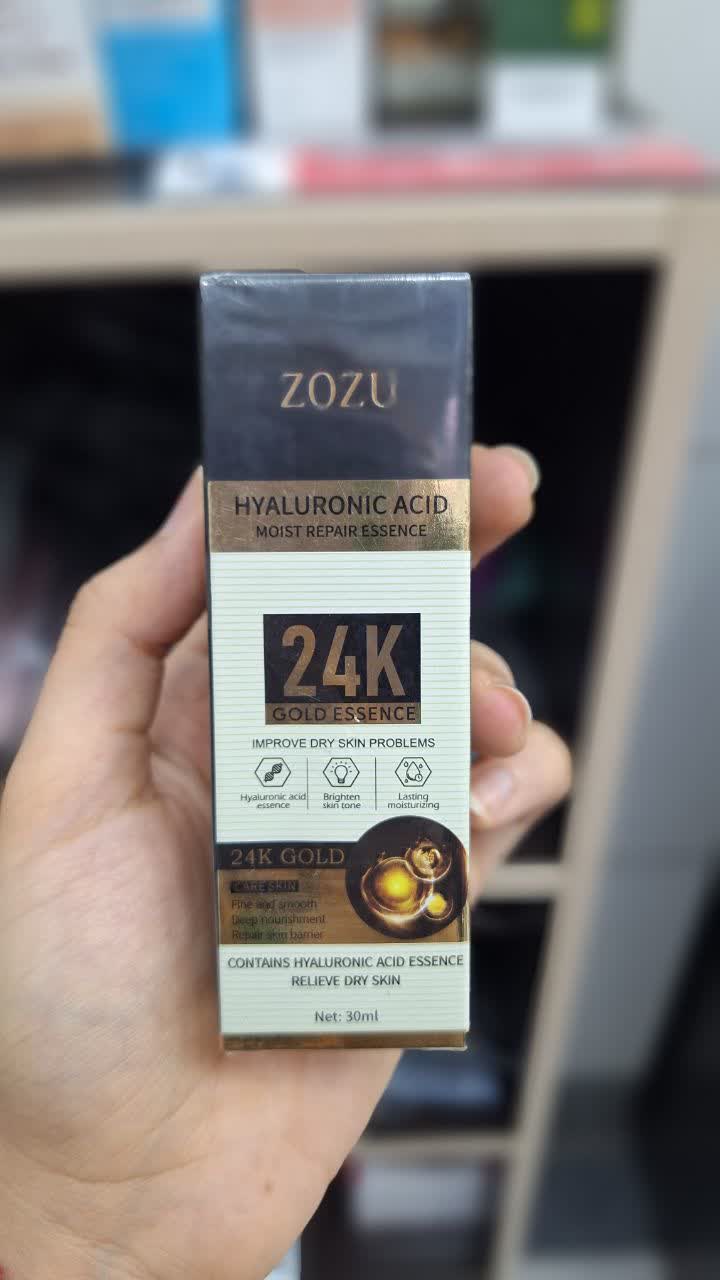 ZOZU
HYALURONIC ACID
MOIST REPAIR ESSENCE
24K
GOLD ESSENCE
IMPROVE DRY SKIN PROBLEMS
Hyaluronic acid essence
Brighten skin tone
Lasting moisturizing
24K GOLD
CARE SKIN
Fine and smooth
Deep nourishment
Repair skin barrier
CONTAINS HYALURONIC ACID ESSENCE
RELIEVE DRY SKIN
Net: 30ml